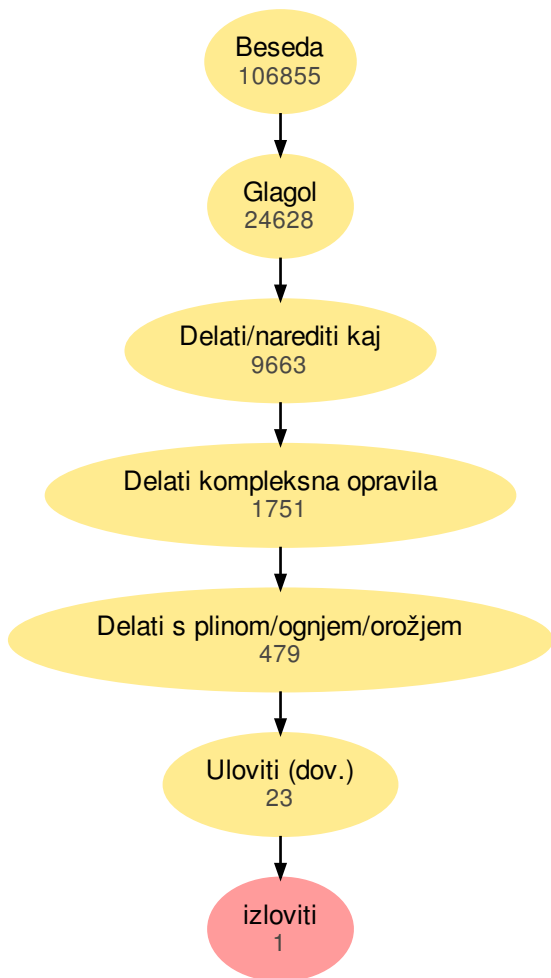 Beseda
106855
Glagol
24628
Delati/narediti kaj
9663
Delati kompleksna opravila
1751
Delati s plinom/ognjem/orožjem
479
Uloviti (dov.)
23
izloviti
1